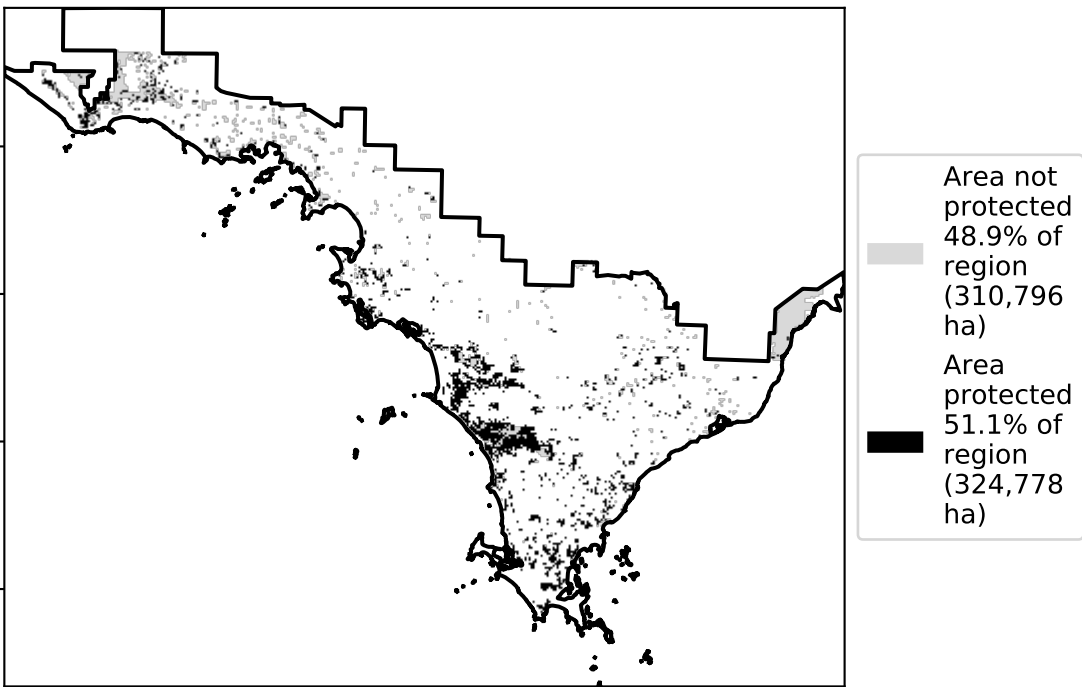 Area not
protected
48.9% of
region
(310,796
ha)
Area
protected
51.1% of
region
(324,778
ha)